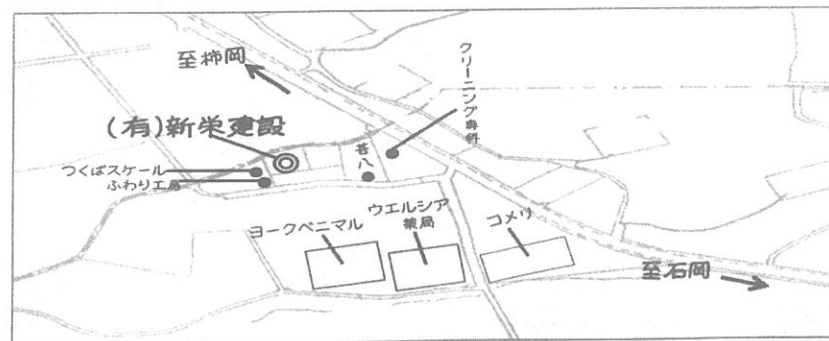 至柿岡
クリーニング専科
(有)新栄建設
甚八
つくばスケール
ふわり工房
ヨークベニマル
ウエルシア
薬局
コメリ
至石岡